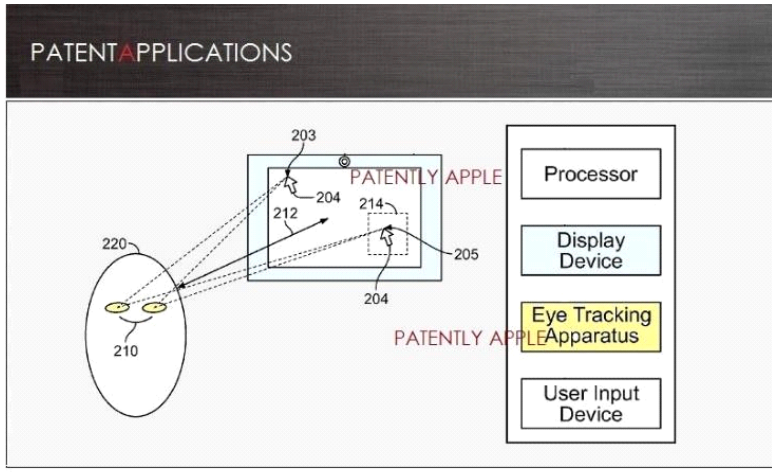 PATENTAPPLICATIONS
203
PATENTLY APPLE
204
214
212
220
205
204
210
PATENTLY APPLE
Processor
Display
Device
Eye Tracking
Apparatus
User Input
Device